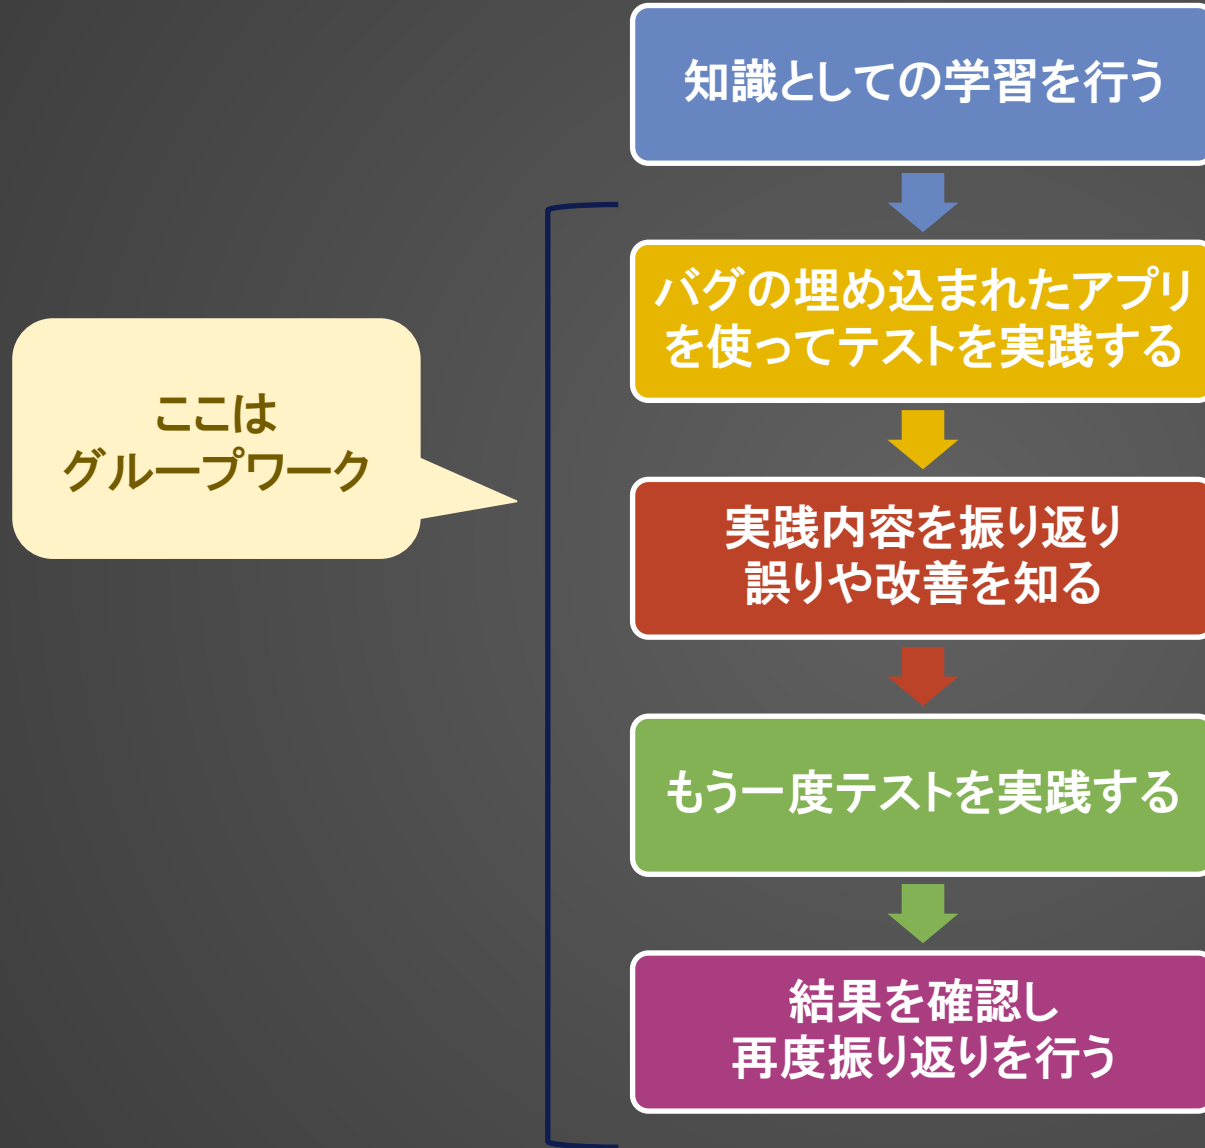 知識としての学習を行う
バグの埋め込まれたアプリ
を使ってテストを実践する
ここは
グループワーク
実践内容を振り返り
誤りや改善を知る
もう一度テストを実践する
結果を確認し
再度振り返りを行う